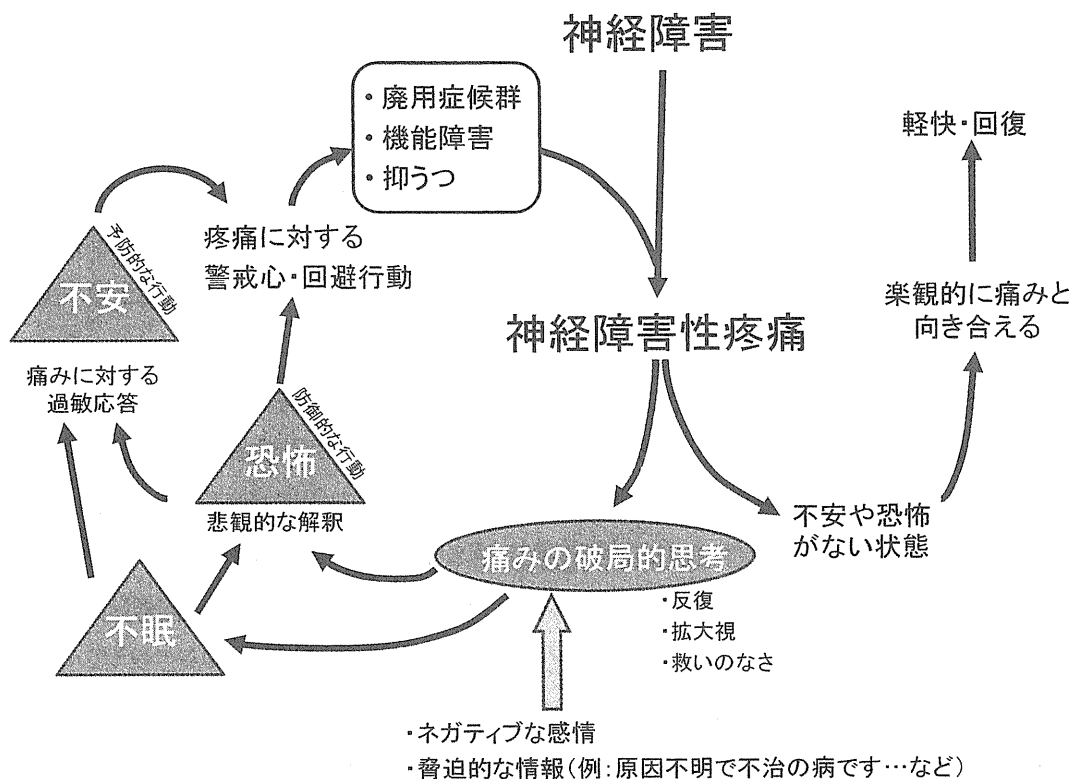 神経障害
・廃用症候群
・機能障害
・抑うつ
軽快・回復
予防的な行動
不安
疼痛に対する
警戒心・回避行動
楽観的に痛みと
向き合える
神経障害性疼痛
痛みに対する
過敏応答
防御的な行動
恐怖
悲観的な解釈
不安や恐怖
がない状態
痛みの破局的思考
・反復
・拡大視
・救いのなさ
不眠
・ネガティブな感情
・脅迫的な情報(例:原因不明で不治の病です…など)